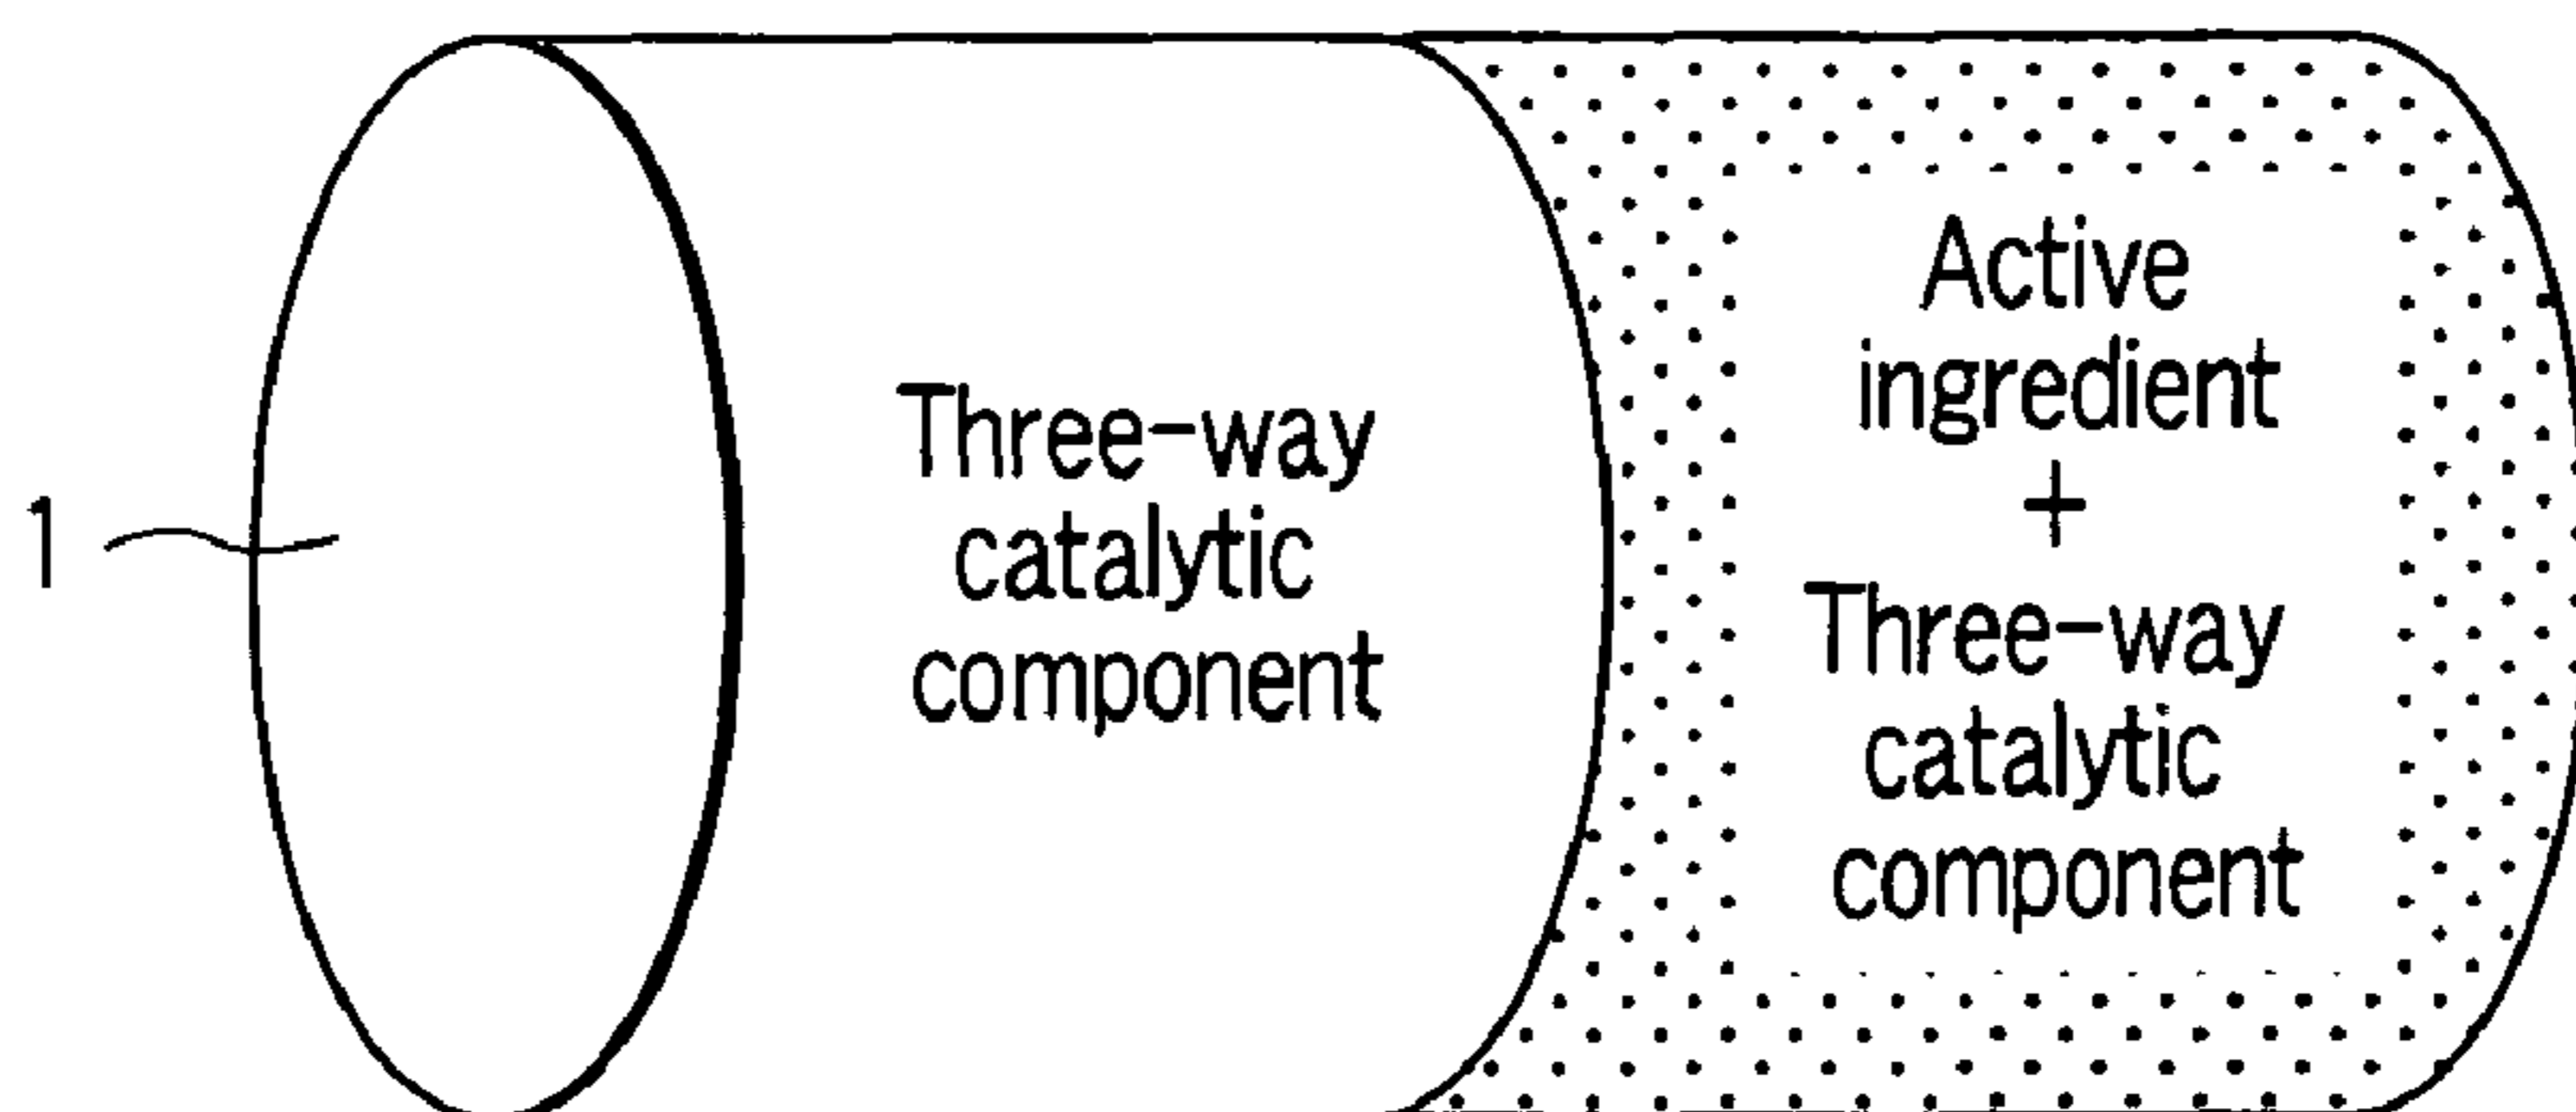 1
Three-way
catalytic
component
Active
ingredient
+
Three-way
catalytic
component